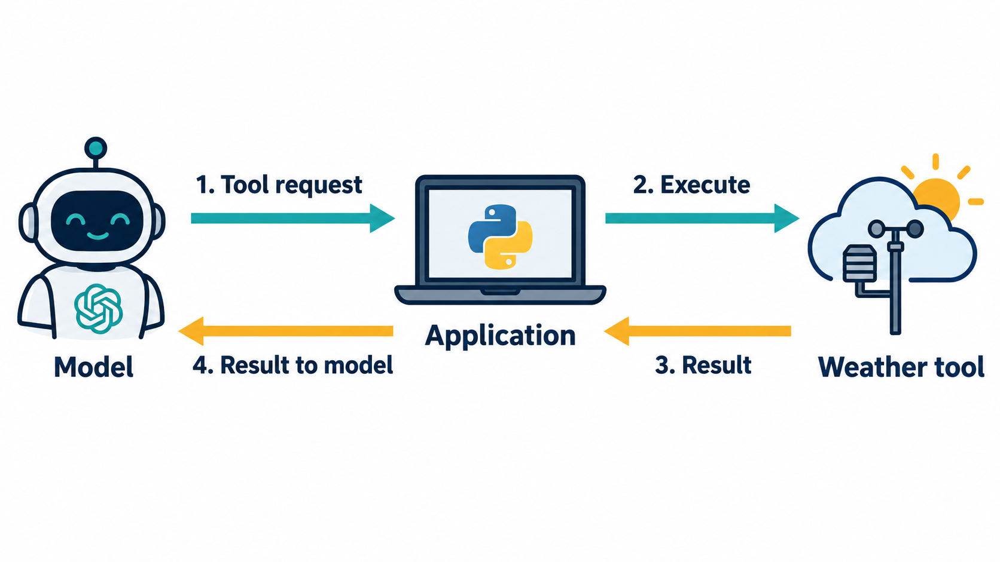 1. Tool request
2. Execute
Application
4. Result to model
3. Result
Model
Weather tool